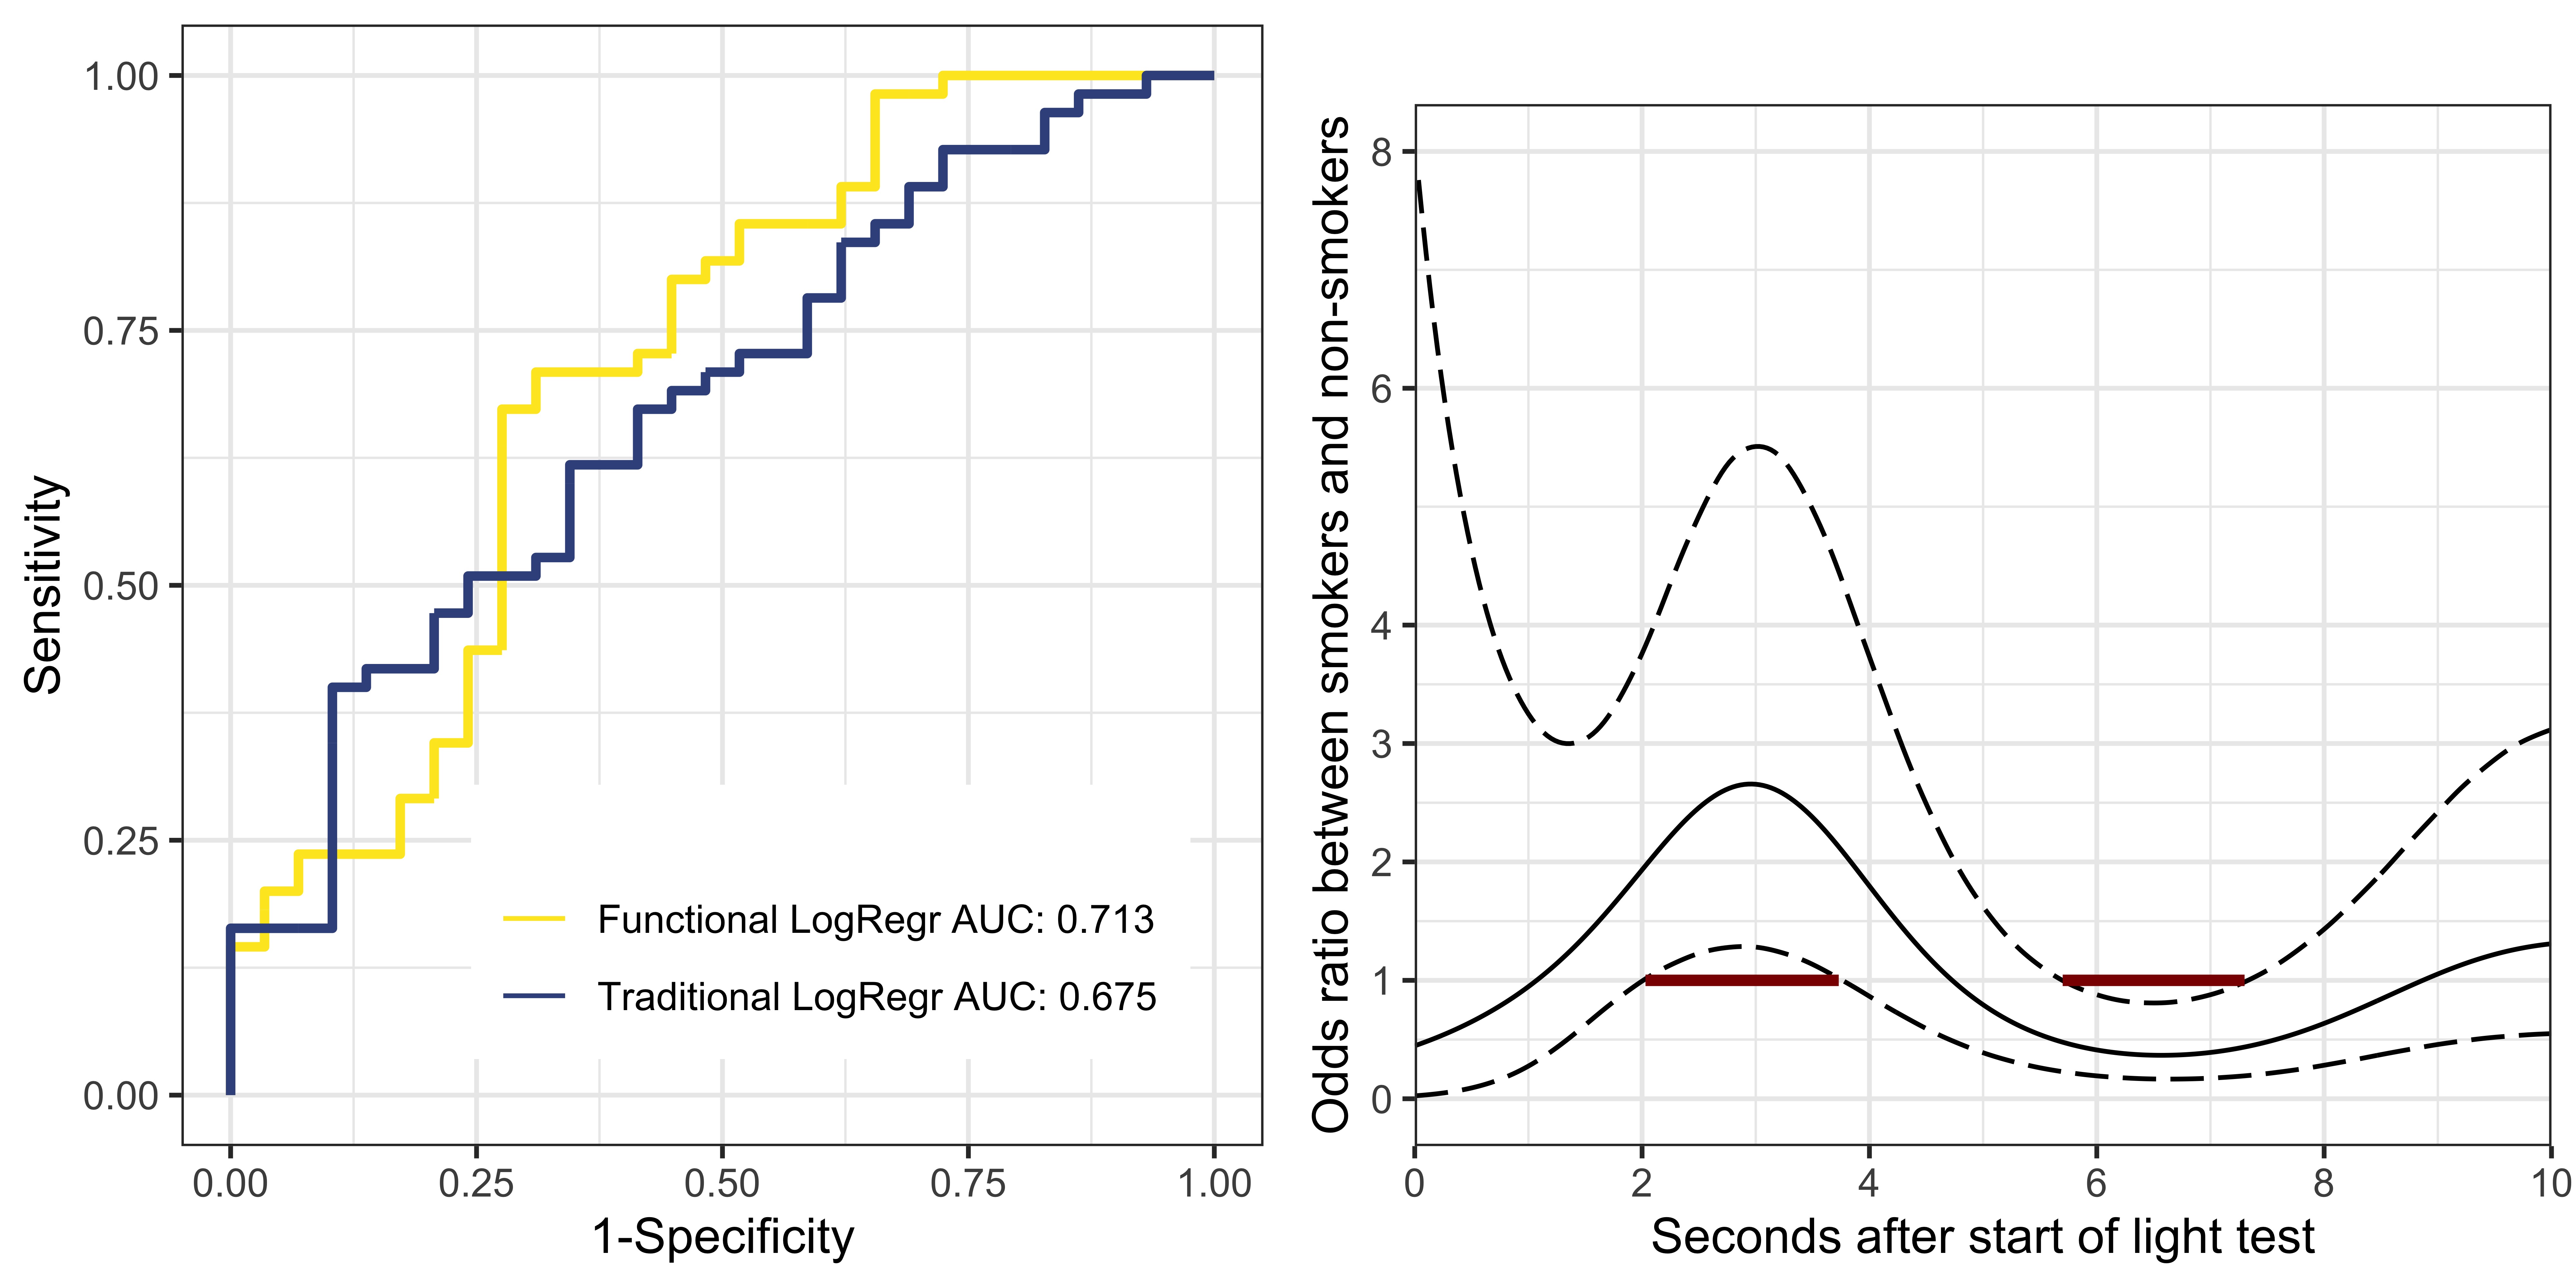 Sensitivity
1.00
0.75
0.50
0.25
0.00
Functional LogRegr AUC: 0.713
Traditional LogRegr AUC: 0.675
0.00 0.25 0.50 0.75 1.00
1-Specificity
Odds ratio between smokers and non-smokers
8
6
4
3
2
1
0
0 2 4 6 8 10
Seconds after start of light test